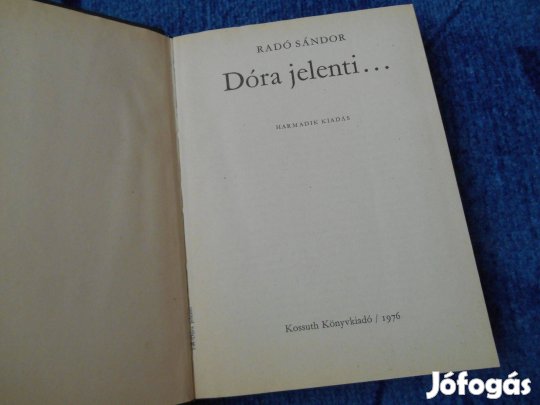 RADÓ SÁNDOR
Dóra jelenti...
HARMADIK KIADÁS
Kossuth Könyvkiadó / 1976
Jófogás